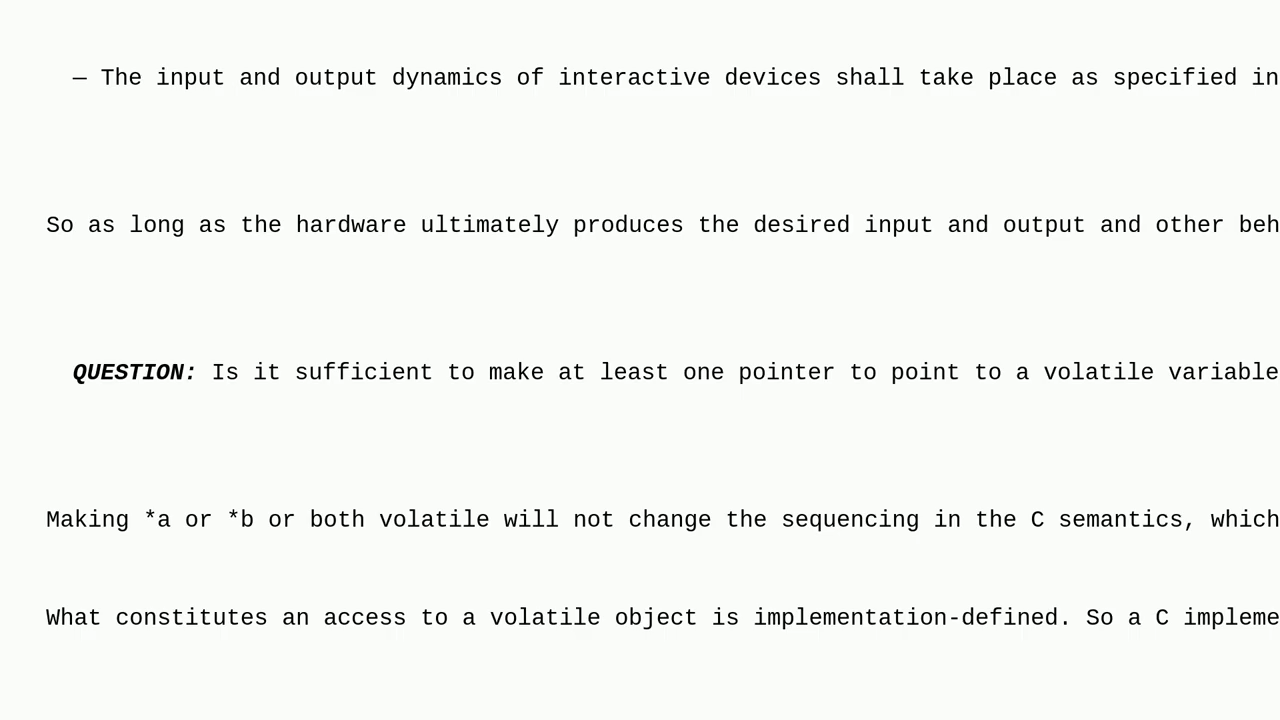 — The input and output dynamics of interactive devices shall take place as specified in
So as long as the hardware ultimately produces the desired input and output and other beh
QUESTION: Is it sufficient to make at least one pointer to point to a volatile variable
Making *a or *b or both volatile will not change the sequencing in the C semantics, which
What constitutes an access to a volatile object is implementation-defined. So a C impleme